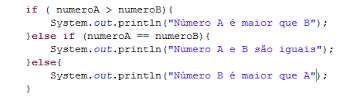 if ( numeroA > numeroB){
System.out.println("Número A é maior que B");
}else if (numeroA == numeroB){
System.out.println("Número A e B são iguais");
}else{
System.out.println("Número B é maior que A");
}